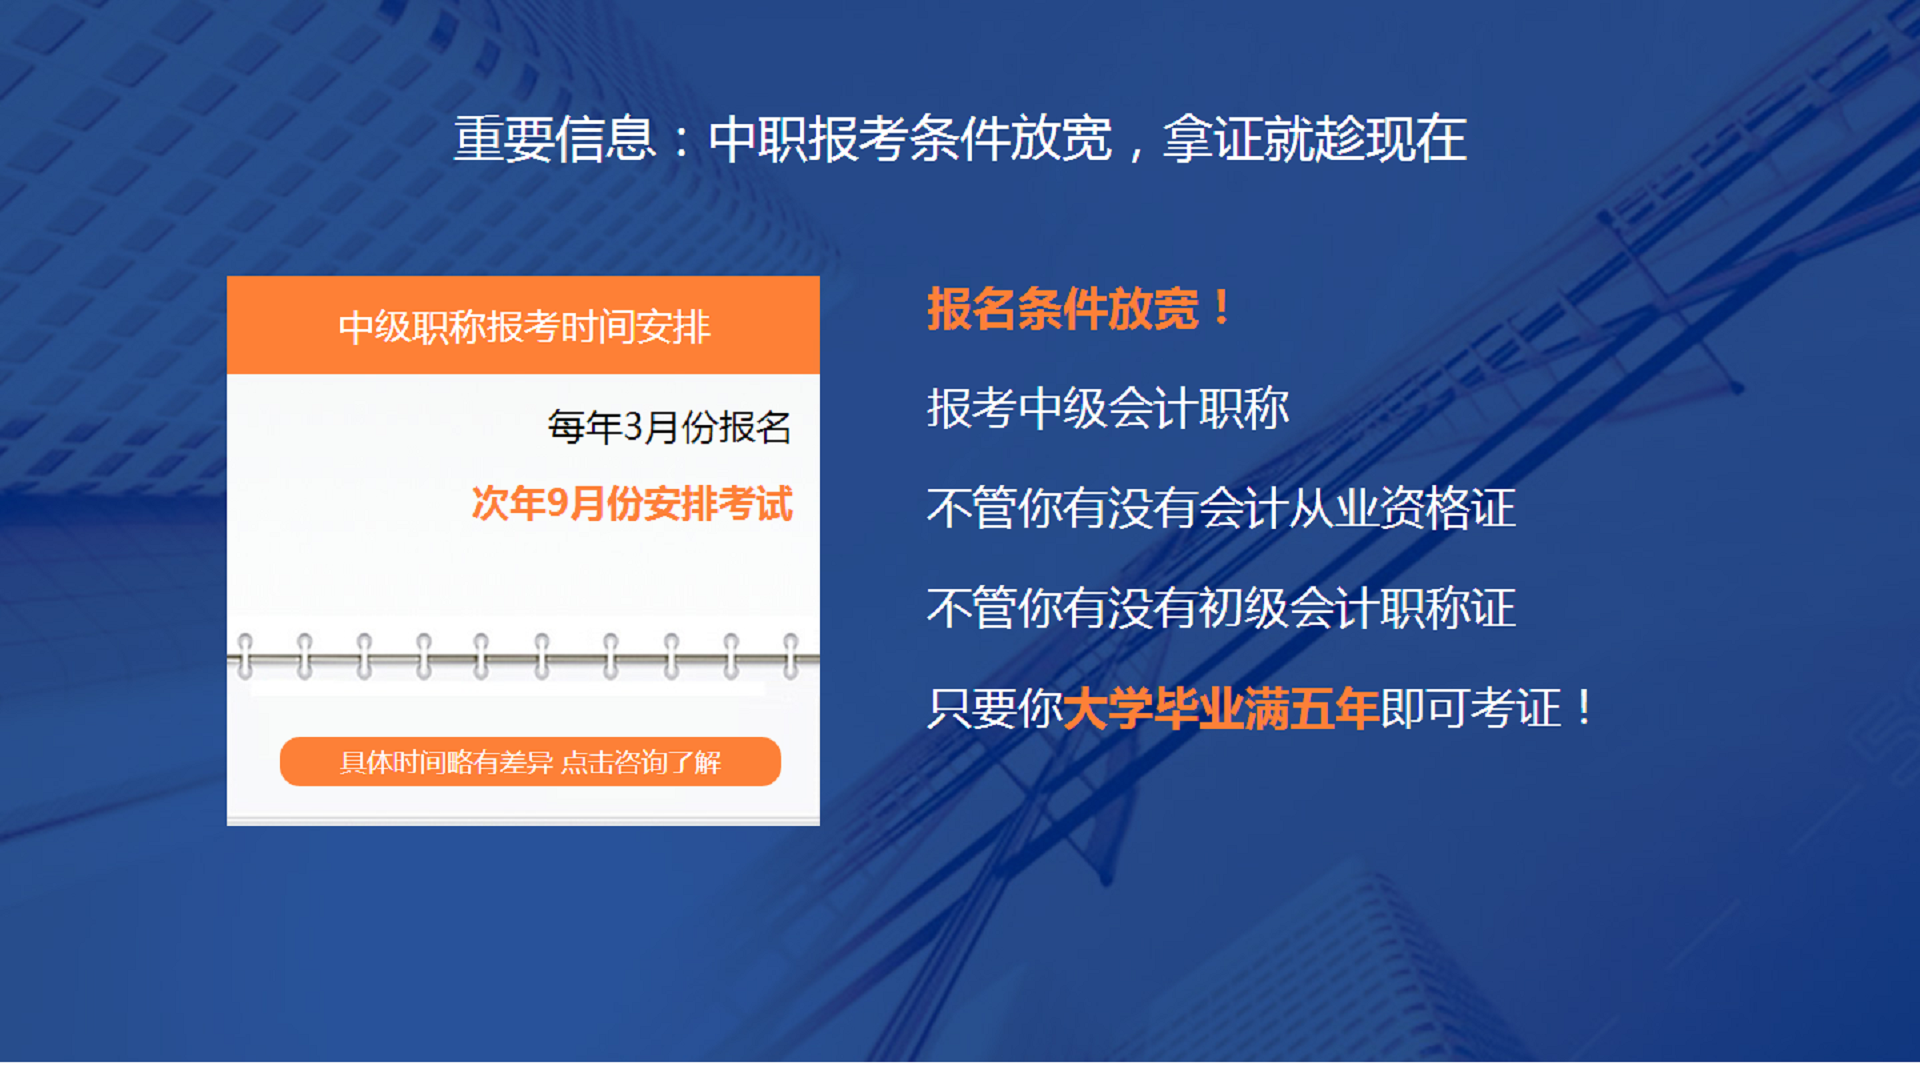 重要信息：中职报考条件放宽，拿证就趁现在
中级职称报考时间安排
每年3月份报名
次年9月份安排考试
具体时间略有差异 点击咨询了解
报名条件放宽！
报考中级会计职称
不管你有没有会计从业资格证
不管你有没有初级会计职称证
只要你大学毕业满五年即可考证！